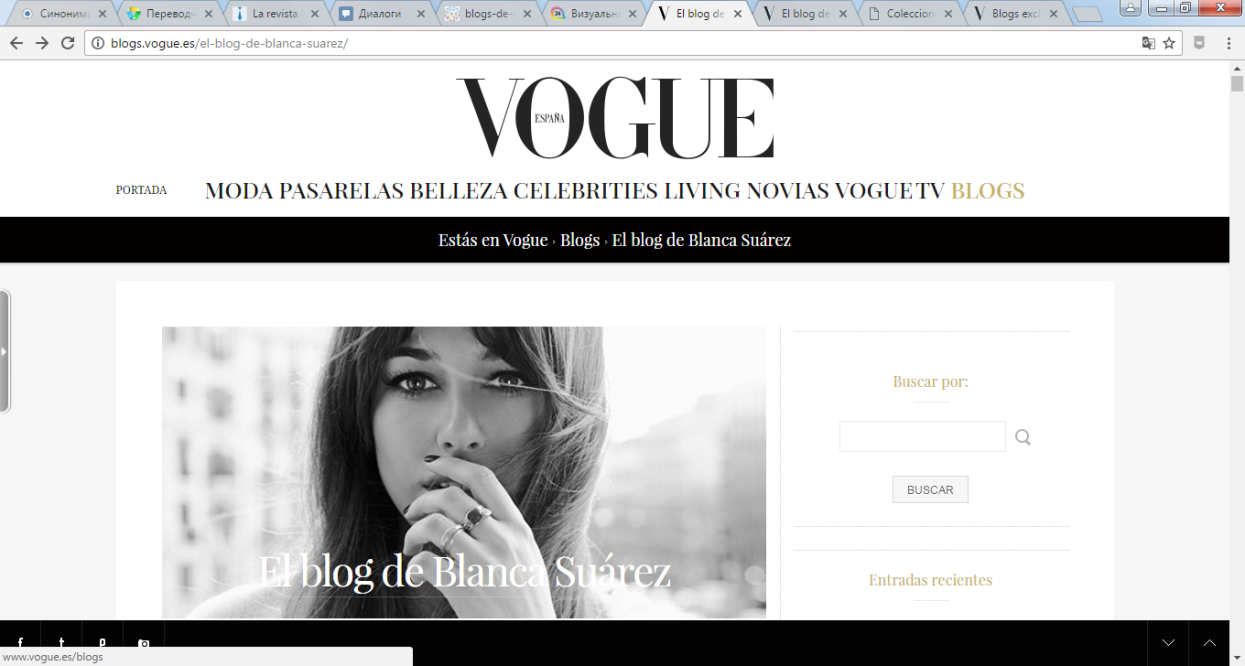 Синоним
Переводч
La revista
Диалоги
blogs-de-
Визуальн
El blog de
El blog de
Coleccion
Blogs exc
blogs.vogue.es/el-blog-de-blanca-suarez/
VOGUE
ESPAÑA
PORTADA MODA PASARELAS BELLEZA CELEBRITIES LIVING NOVIAS VOGUE TV BLOGS
Estás en Vogue › Blogs › El blog de Blanca Suárez
El blog de Blanca Suárez
Buscar por:
BUSCAR
Entradas recientes
www.vogue.es/blogs